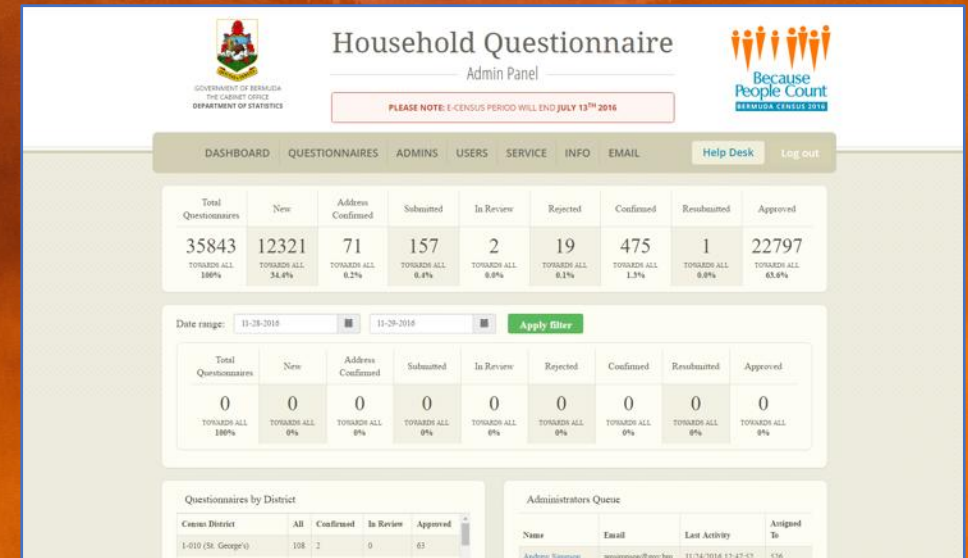 Household Questionnaire
Admin Panel
GOVERNMENT OF BERMUDA
THE CABINET OFFICE
DEPARTMENT OF STATISTICS
PLEASE NOTE: E-CENSUS PERIOD WILL END JULY 13TH 2016
Because
People Count
BERMUDA CENSUS 2016
DASHBOARD QUESTIONNAIRES ADMINS USERS SERVICE INFO EMAIL Help Desk Log out
Total Questionnaires New Address Confirmed Submitted In Review Rejected Confirmed Resubmitted Approved
35843 12321 71 157 2 19 475 1 22797
TOWARDS ALL TOWARDS ALL TOWARDS ALL TOWARDS ALL TOWARDS ALL TOWARDS ALL TOWARDS ALL TOWARDS ALL TOWARDS ALL
100% 34.4% 0.2% 0.4% 0.0% 0.1% 1.3% 0.0% 63.6%
Date range: 11-28-2016 11-29-2016 Apply filter
Total Questionnaires New Address Confirmed Submitted In Review Rejected Confirmed Resubmitted Approved
0 0 0 0 0 0 0 0 0
TOWARDS ALL TOWARDS ALL TOWARDS ALL TOWARDS ALL TOWARDS ALL TOWARDS ALL TOWARDS ALL TOWARDS ALL TOWARDS ALL
100% 0% 0% 0% 0% 0% 0% 0% 0%
Questionnaires by District
Census District All Confirmed In Review Approved
1-010 (St. George's) 108 2 0 63
Administrators Queue
Name Email Last Activity Assigned To
Simpson 11/24/2016 12:47:52 526